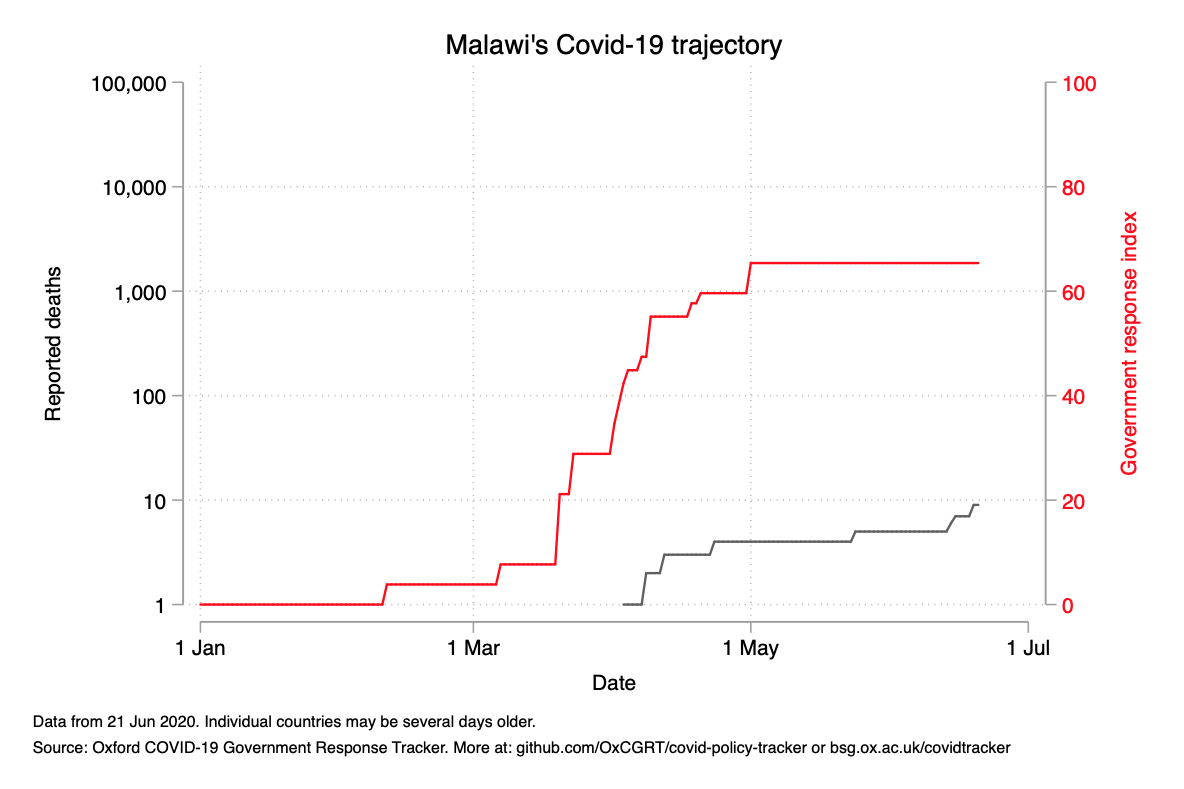 Malawi's Covid-19 trajectory
100,000
10,000
1,000
100
10
1
Reported deaths
100
80
60
40
20
0
Government response index
1 Jan
1 Mar
1 May
1 Jul
Date
Data from 21 Jun 2020. Individual countries may be several days older.
Source: Oxford COVID-19 Government Response Tracker. More at: github.com/OxCGRT/covid-policy-tracker or bsg.ox.ac.uk/covidtracker